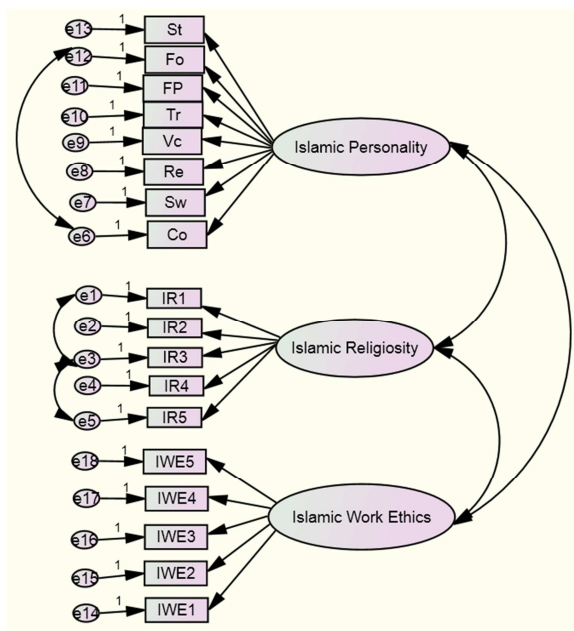 e13 1 St
e12 1 Fo
e11 1 FP
e10 1 Tr
e9 1 Vc
e8 1 Re
e7 1 Sw
e6 1 Co
Islamic Personality
e1 1 IR1
e2 1 IR2
e3 1 IR3
e4 1 IR4
e5 1 IR5
Islamic Religiosity
e18 1 IWE5
e17 1 IWE4
e16 1 IWE3
e15 1 IWE2
e14 1 IWE1
Islamic Work Ethics